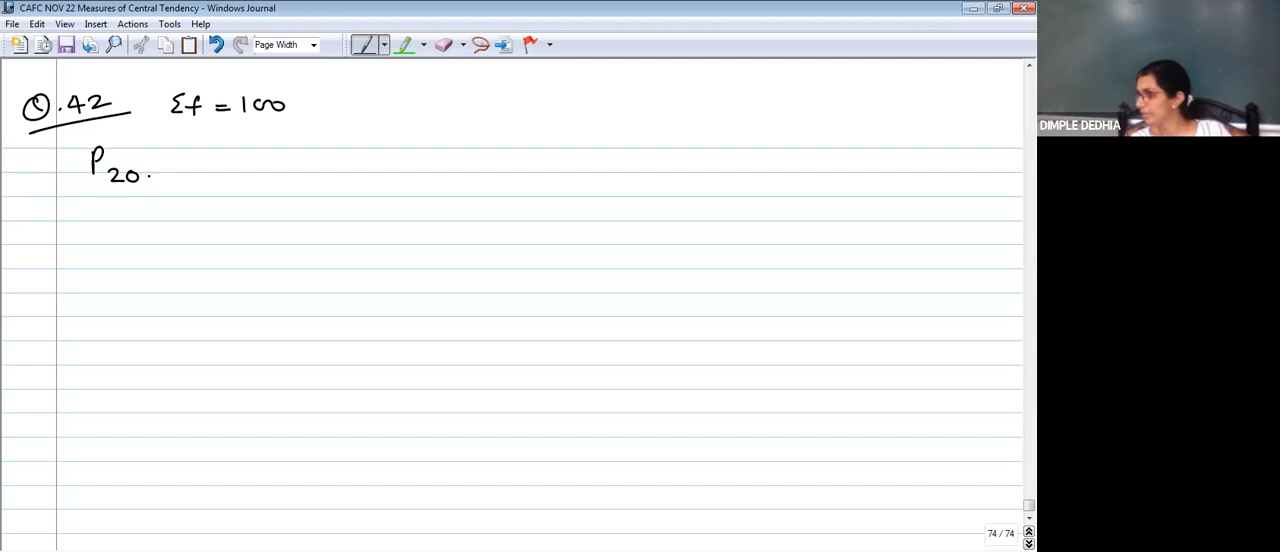 CAFC NOV 22 Measures of Central Tendency - Windows Journal
File Edit View Insert Actions Tools Help
Page Width
Q.42 Σf = 100
P20.
DIMPLE DEDHIA
74 / 74